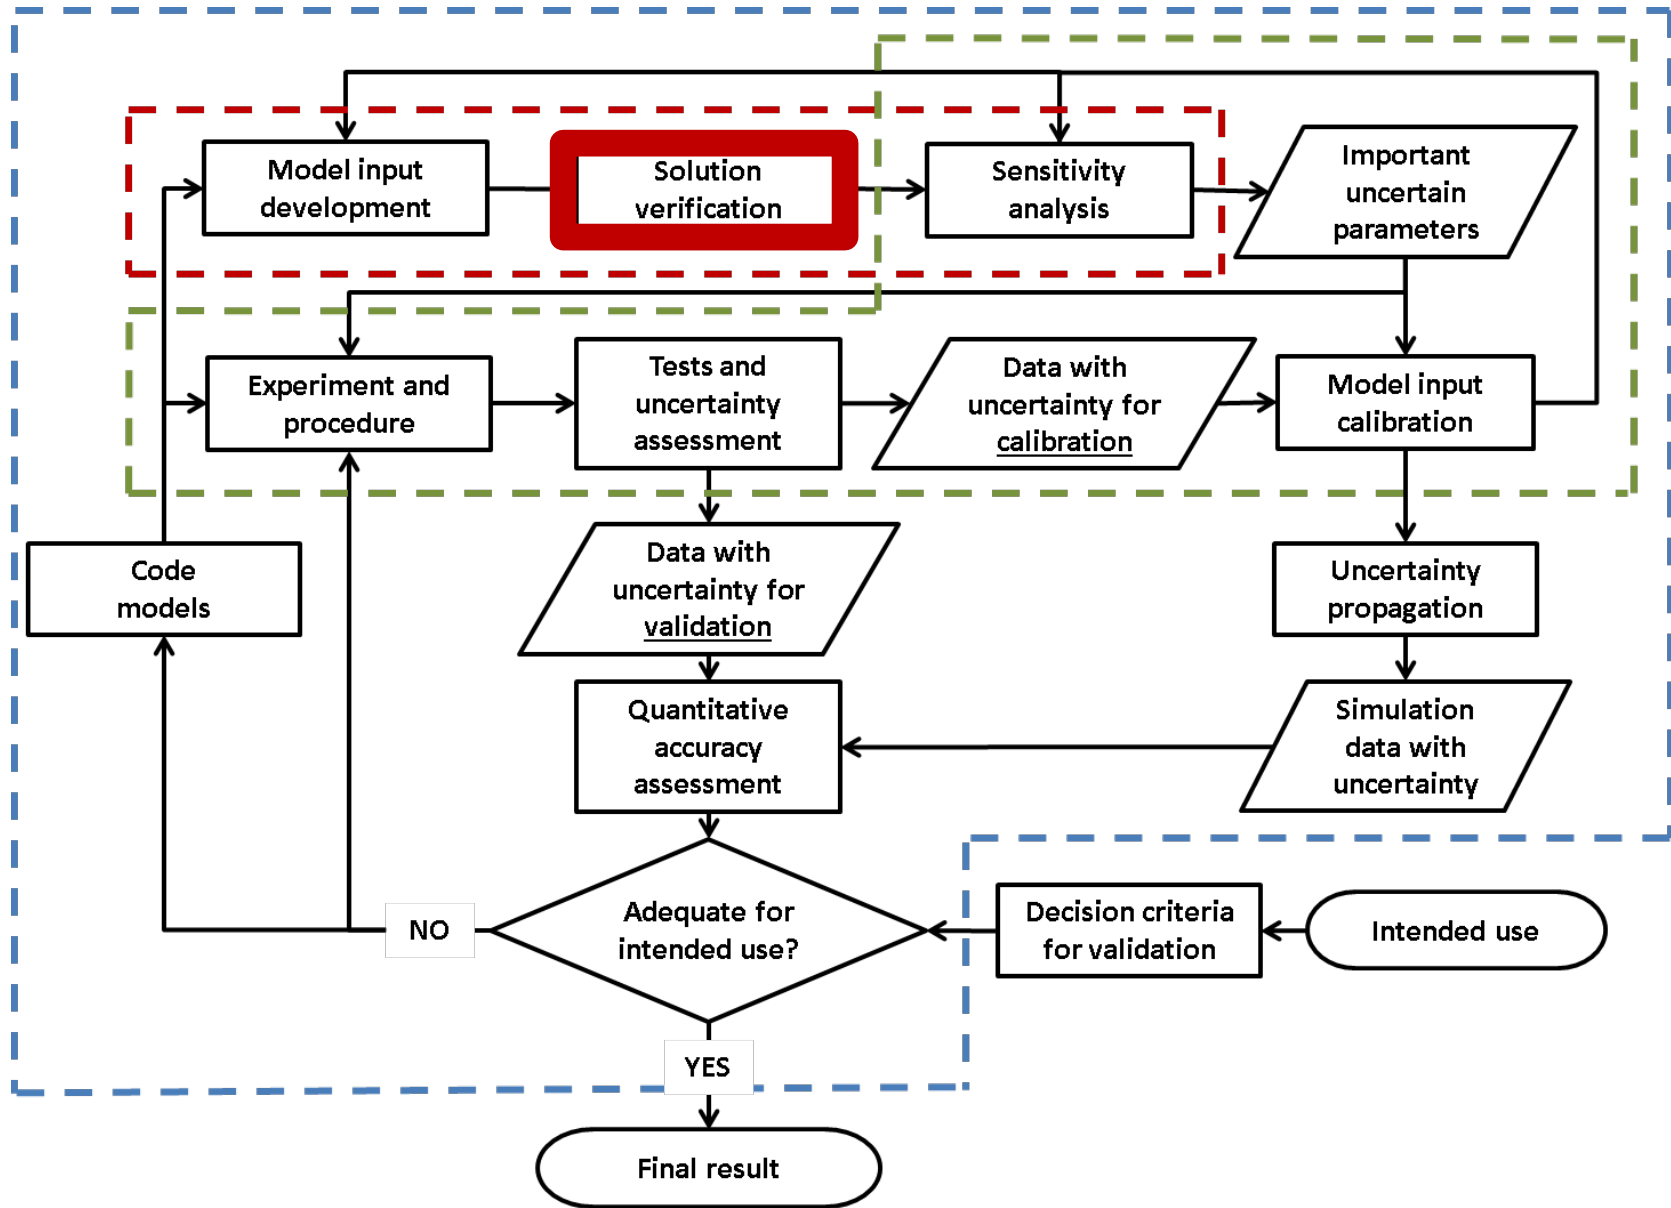 Model input
development
Solution
verification
Sensitivity
analysis
Important
uncertain
parameters
Experiment and
procedure
Tests and
uncertainty
assessment
Data with
uncertainty for
calibration
Model input
calibration
Code
models
Data with
uncertainty for
validation
Uncertainty
propagation
Quantitative
accuracy
assessment
Simulation
data with
uncertainty
NO
Adequate for
intended use?
Decision criteria
for validation
Intended use
YES
Final result